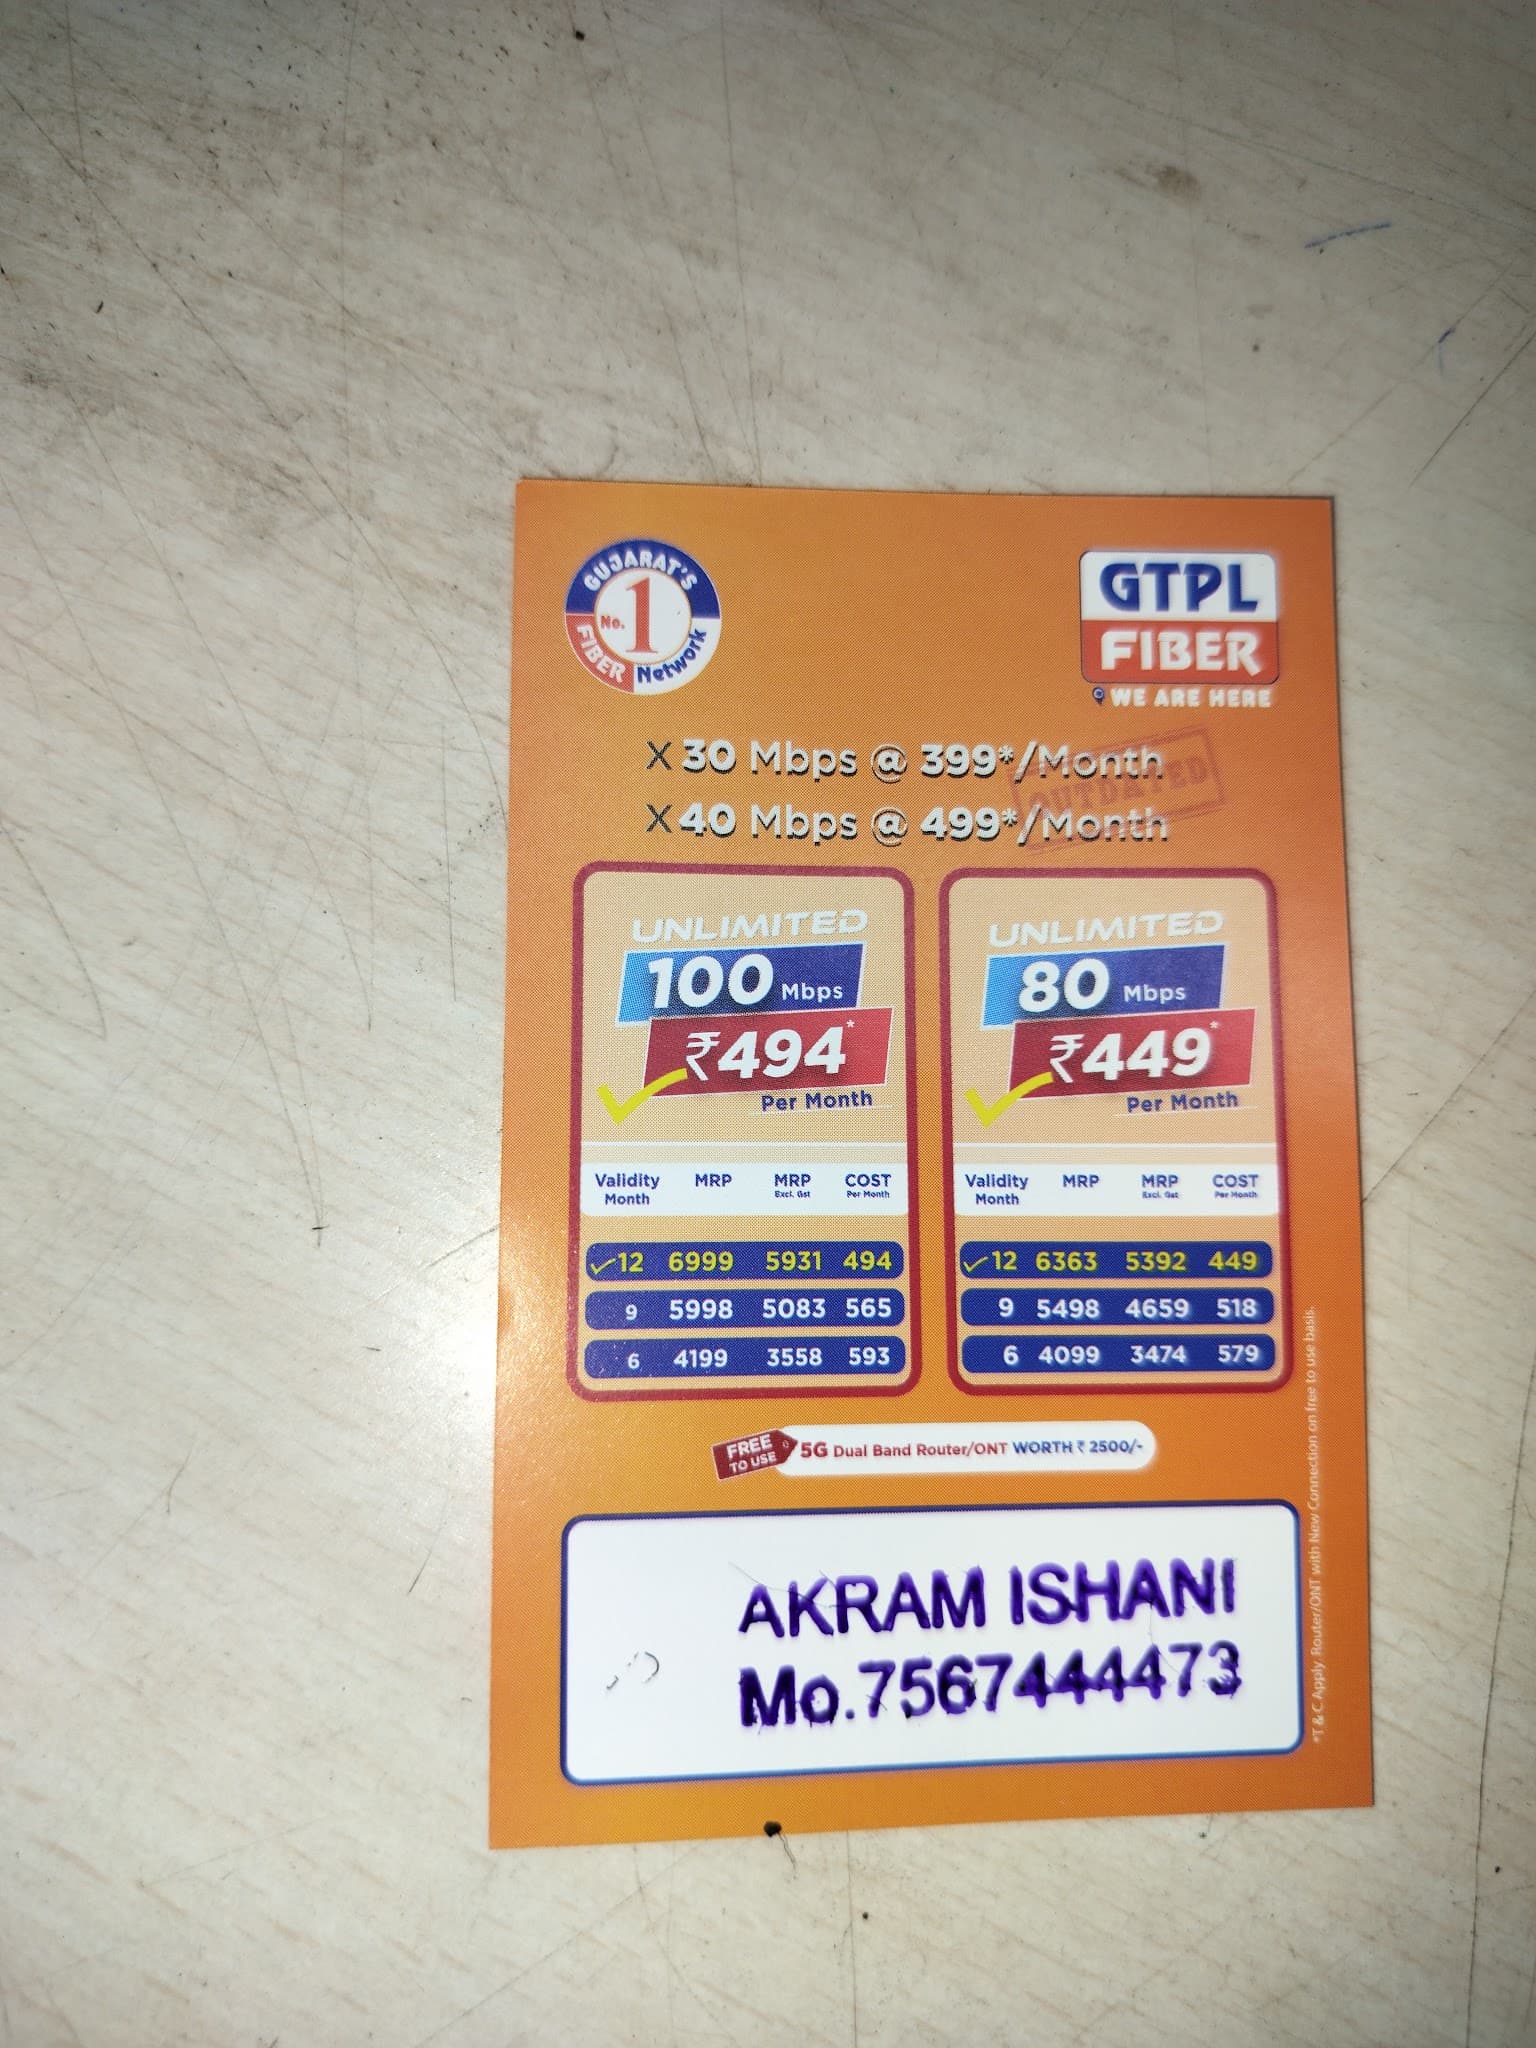 GUJARAT'S
No. 1
FIBER Network
GTPL
FIBER
WE ARE HERE
X 30 Mbps @ 399*/Month
X 40 Mbps @ 499*/Month
OUTDATED
UNLIMITED
100 Mbps
₹494*
Per Month
Validity Month MRP MRP Excl. Gst COST Per Month
✓12 6999 5931 494
9 5998 5083 565
6 4199 3558 593
UNLIMITED
80 Mbps
₹449*
Per Month
Validity Month MRP MRP Excl. Gst COST Per Month
✓12 6363 5392 449
9 5498 4659 518
6 4099 3474 579
FREE TO USE 5G Dual Band Router/ONT WORTH ₹ 2500/-
AKRAM ISHANI
Mo.7567444473
*T & C Apply. Router/ONT with New Connection on free to use basis.